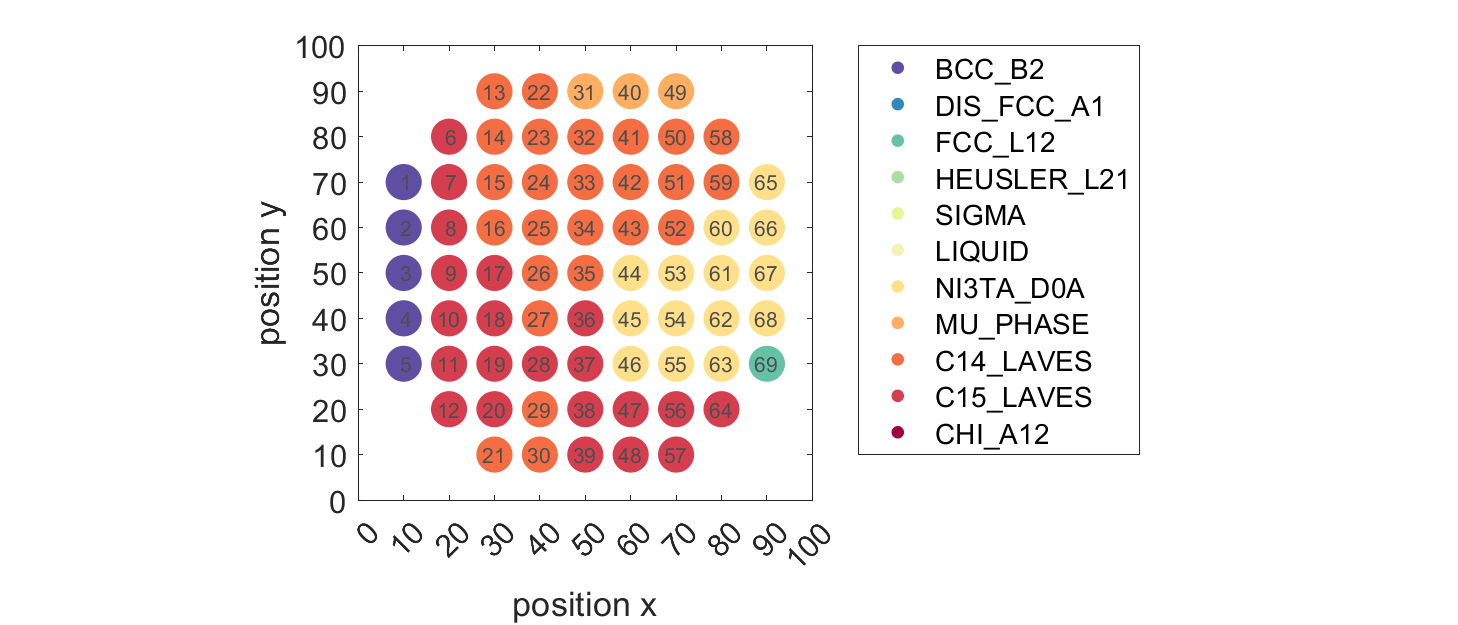 100
90
80
70
60
50
40
30
20
10
0
position y
13 22 31 40 49
6 14 23 32 41 50 58
1 7 15 24 33 42 51 59 65
2 8 16 25 34 43 52 60 66
3 9 17 26 35 44 53 61 67
4 10 18 27 36 45 54 62 68
5 11 19 28 37 46 55 63 69
12 20 29 38 47 56 64
21 30 39 48 57
0 10 20 30 40 50 60 70 80 90 100
position x
BCC_B2
DIS_FCC_A1
FCC_L12
HEUSLER_L21
SIGMA
LIQUID
NI3TA_D0A
MU_PHASE
C14_LAVES
C15_LAVES
CHI_A12